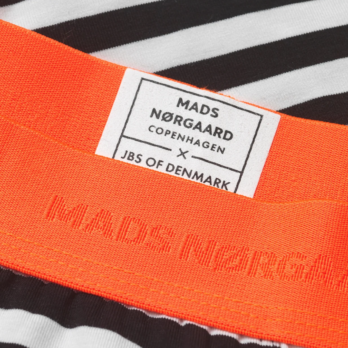 MADS
NØRGAARD
COPENHAGEN
X
JBS OF DENMARK
MADS NØRGAA